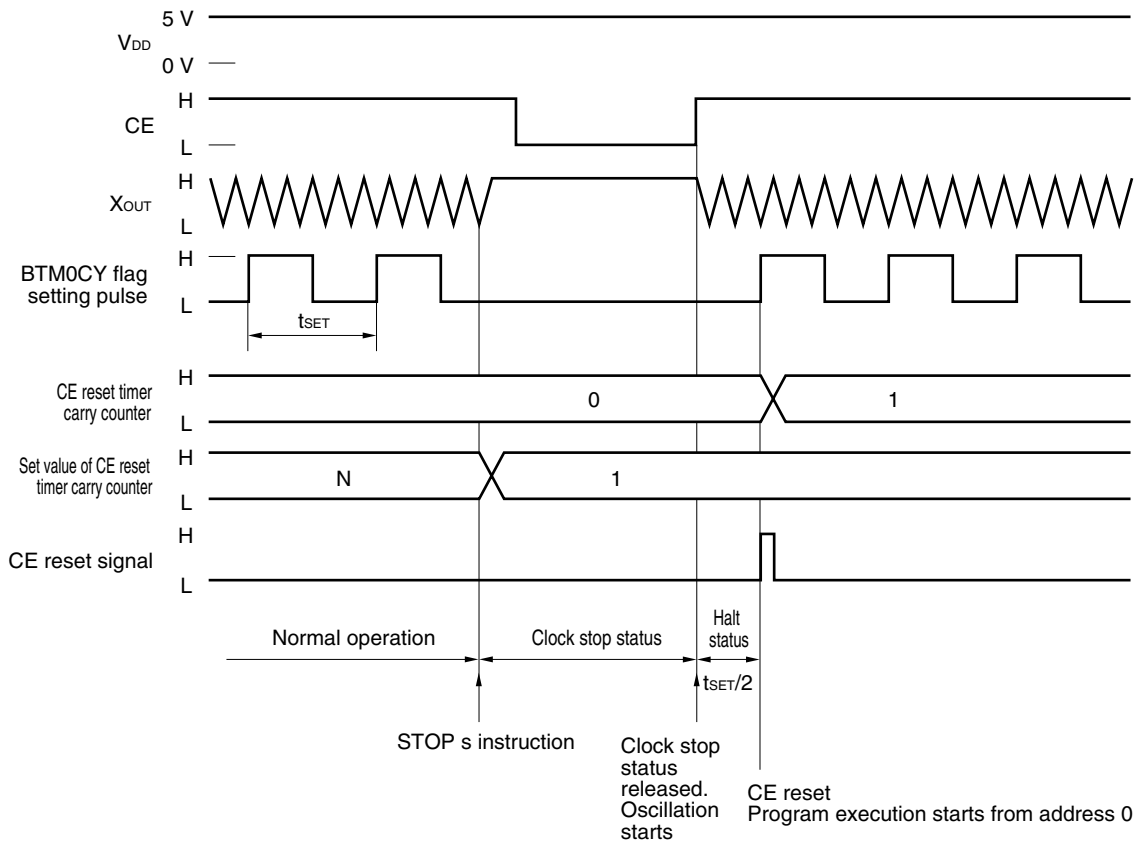 5 V
VDD
0 V
H
CE
L
H
XOUT
L
H
BTM0CY flag
setting pulse
L
tSET
H
CE reset timer
carry counter
0
1
L
H
Set value of CE reset
timer carry counter
N
1
L
H
CE reset signal
L
Normal operation
Clock stop status
Halt
status
tSET/2
STOP s instruction
Clock stop
status
released.
Oscillation
starts
CE reset
Program execution starts from address 0